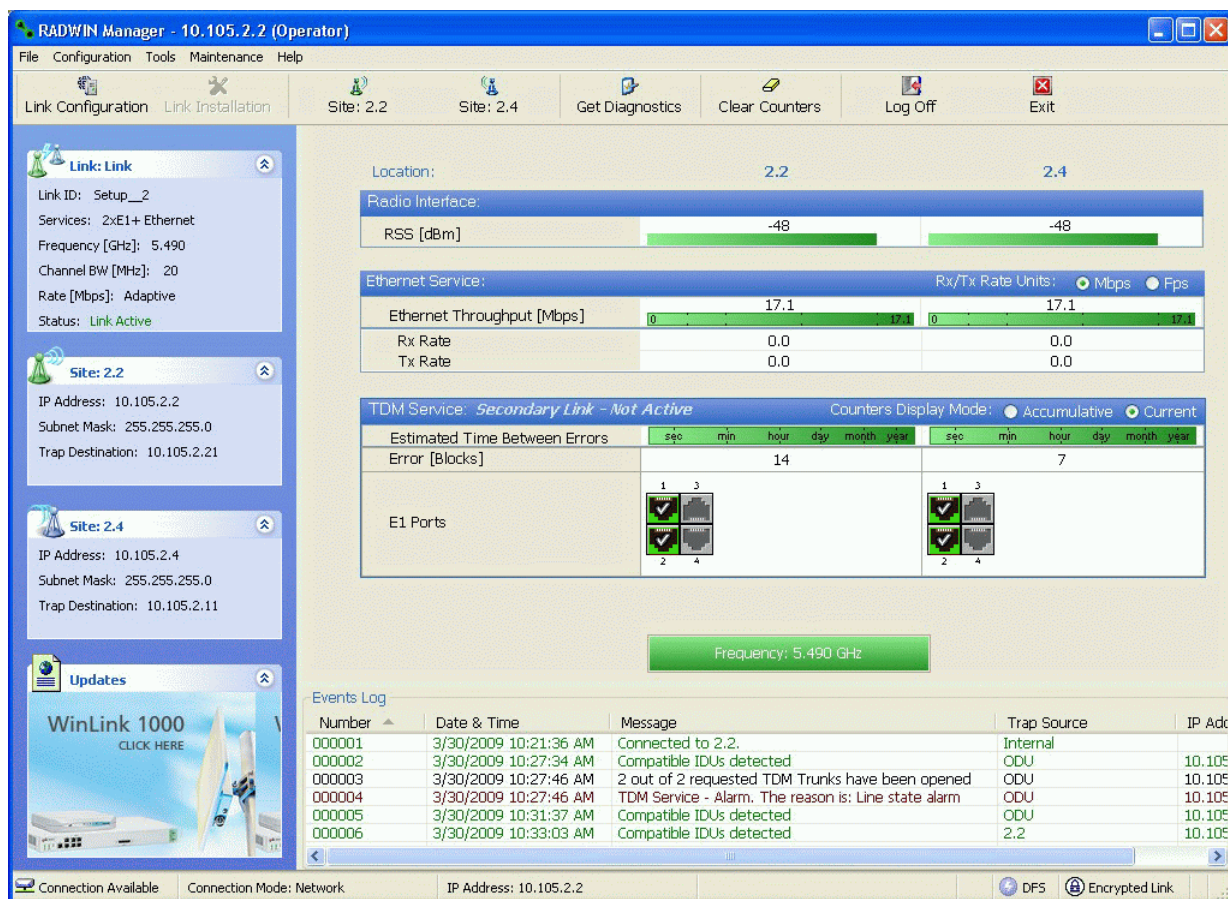 RADWIN Manager - 10.105.2.2 (Operator)
File Configuration Tools Maintenance Help
Link Configuration Link Installation Site: 2.2 Site: 2.4 Get Diagnostics Clear Counters Log Off Exit
Link: Link
Link ID: Setup__2
Services: 2xE1+ Ethernet
Frequency [GHz]: 5.490
Channel BW [MHz]: 20
Rate [Mbps]: Adaptive
Status: Link Active
Site: 2.2
IP Address: 10.105.2.2
Subnet Mask: 255.255.255.0
Trap Destination: 10.105.2.21
Site: 2.4
IP Address: 10.105.2.4
Subnet Mask: 255.255.255.0
Trap Destination: 10.105.2.11
Updates
WinLink 1000
CLICK HERE
Location: 2.2 2.4
Radio Interface:
RSS [dBm] -48 -48
Ethernet Service: Rx/Tx Rate Units: Mbps Fps
Ethernet Throughput [Mbps] 17.1 17.1
0 17.1 0 17.1
Rx Rate 0.0 0.0
Tx Rate 0.0 0.0
TDM Service: Secondary Link - Not Active Counters Display Mode: Accumulative Current
Estimated Time Between Errors sec min hour day month year sec min hour day month year
Error [Blocks] 14 7
1 3 1 3
E1 Ports
2 4 2 4
Frequency: 5.490 GHz
Events Log
Number Date & Time Message Trap Source IP Add
000001 3/30/2009 10:21:36 AM Connected to 2.2. Internal
000002 3/30/2009 10:27:34 AM Compatible IDUs detected ODU 10.105
000003 3/30/2009 10:27:46 AM 2 out of 2 requested TDM Trunks have been opened ODU 10.105
000004 3/30/2009 10:27:46 AM TDM Service - Alarm. The reason is: Line state alarm ODU 10.105
000005 3/30/2009 10:31:37 AM Compatible IDUs detected ODU 10.105
000006 3/30/2009 10:33:03 AM Compatible IDUs detected 2.2 10.105
Connection Available Connection Mode: Network IP Address: 10.105.2.2 DFS Encrypted Link